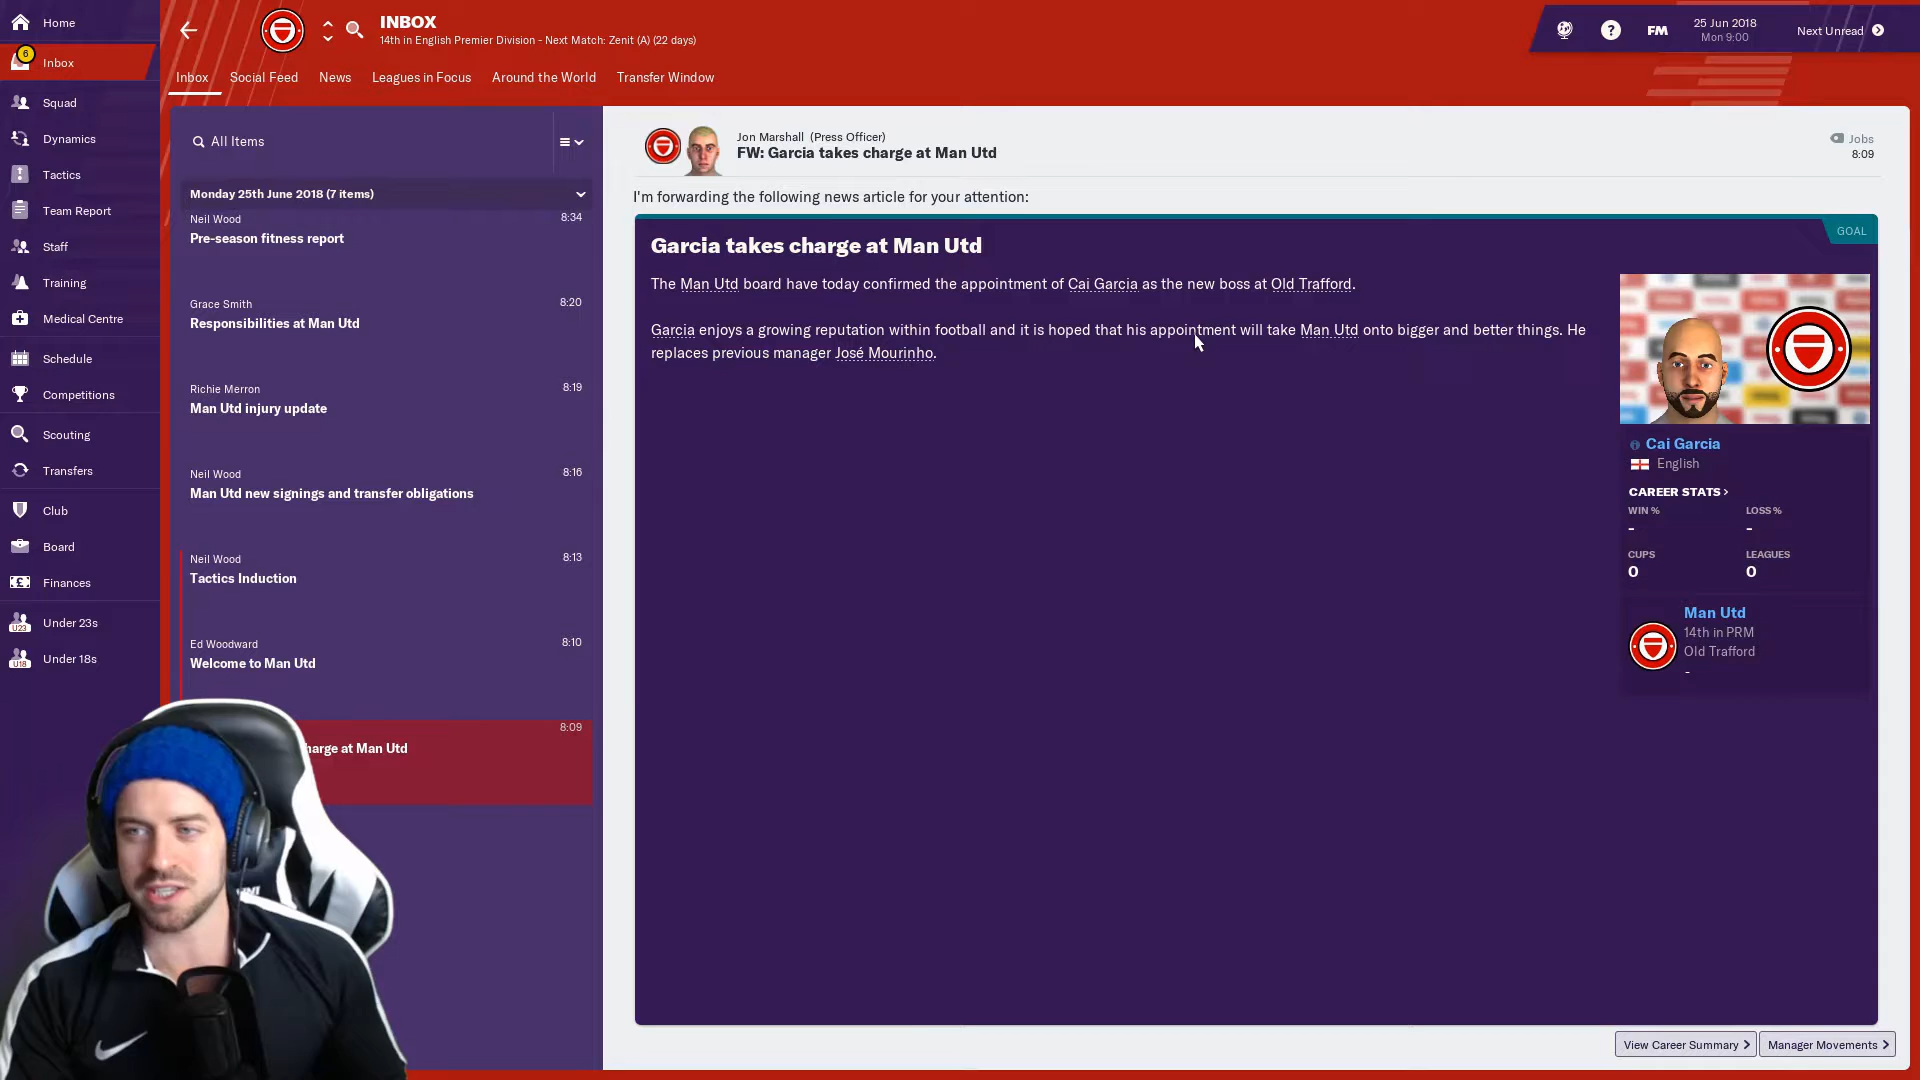 Home
6
Inbox
Squad
Dynamics
Tactics
Team Report
Staff
Training
Medical Centre
Schedule
Competitions
Scouting
Transfers
Club
Board
Finances
U23
Under 23s
U18
Under 18s
INBOX
14th in English Premier Division - Next Match: Zenit (A) (22 days)
FM
25 Jun 2018
Mon 9:00
Next Unread
Inbox
Social Feed
News
Leagues in Focus
Around the World
Transfer Window
All Items
Monday 25th June 2018 (7 items)
Neil Wood 8:34
Pre-season fitness report
Grace Smith 8:20
Responsibilities at Man Utd
Richie Merron 8:19
Man Utd injury update
Neil Wood 8:16
Man Utd new signings and transfer obligations
Neil Wood 8:13
Tactics Induction
Ed Woodward 8:10
Welcome to Man Utd
8:09
harge at Man Utd
Jon Marshall (Press Officer)
FW: Garcia takes charge at Man Utd
Jobs
8:09
I'm forwarding the following news article for your attention:
Garcia takes charge at Man Utd
GOAL
The Man Utd board have today confirmed the appointment of Cai Garcia as the new boss at Old Trafford.
Garcia enjoys a growing reputation within football and it is hoped that his appointment will take Man Utd onto bigger and better things. He
replaces previous manager José Mourinho.
Cai Garcia
English
CAREER STATS >
WIN % LOSS %
- -
CUPS LEAGUES
0 0
Man Utd
14th in PRM
Old Trafford
-
View Career Summary >
Manager Movements >